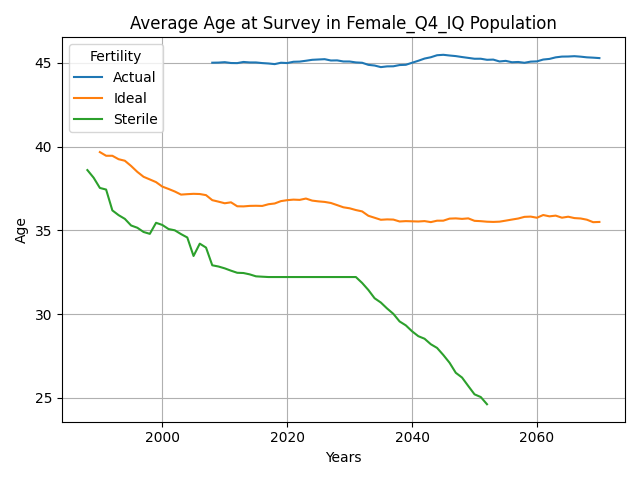 Average Age at Survey in Female_Q4_IQ Population
Fertility
Actual
Ideal
Sterile
Age
45
40
35
30
25
2000
2020
2040
2060
Years